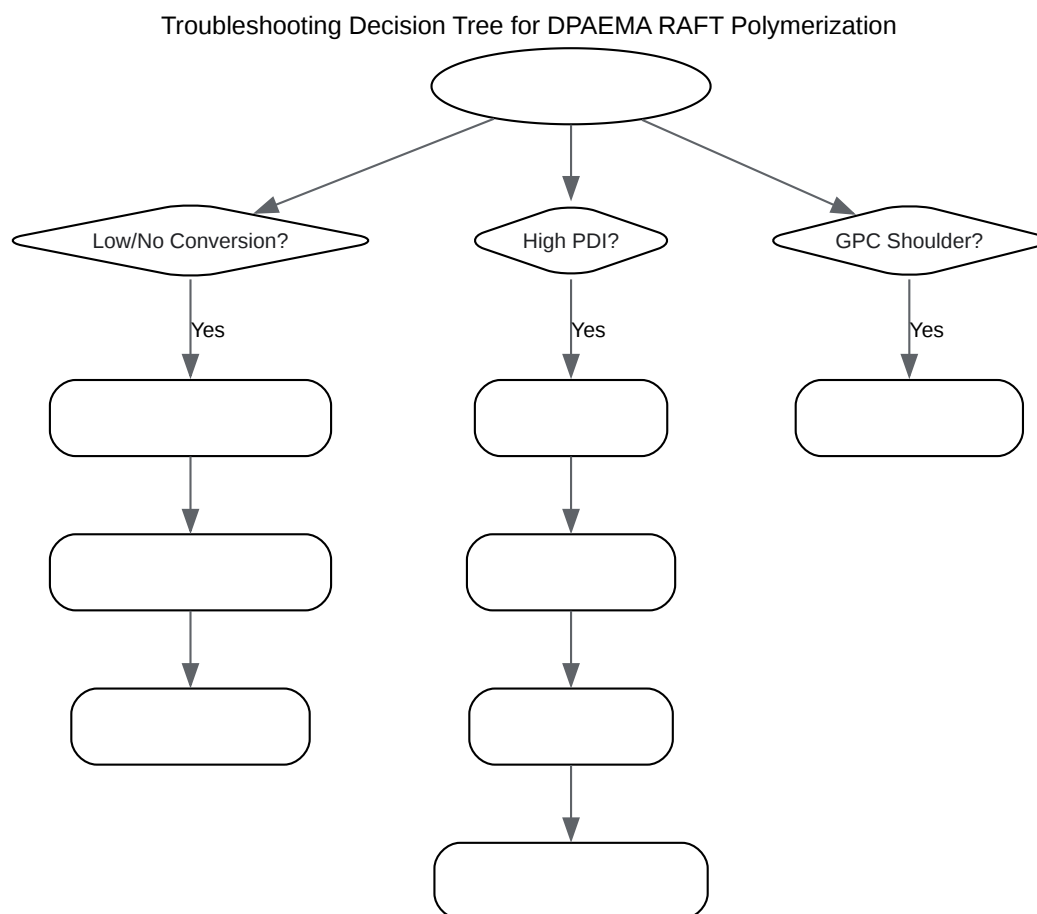 Troubleshooting Decision Tree for DPAEMA RAFT Polymerization
Low/No Conversion?
High PDI?
GPC Shoulder?
Yes
Yes
Yes